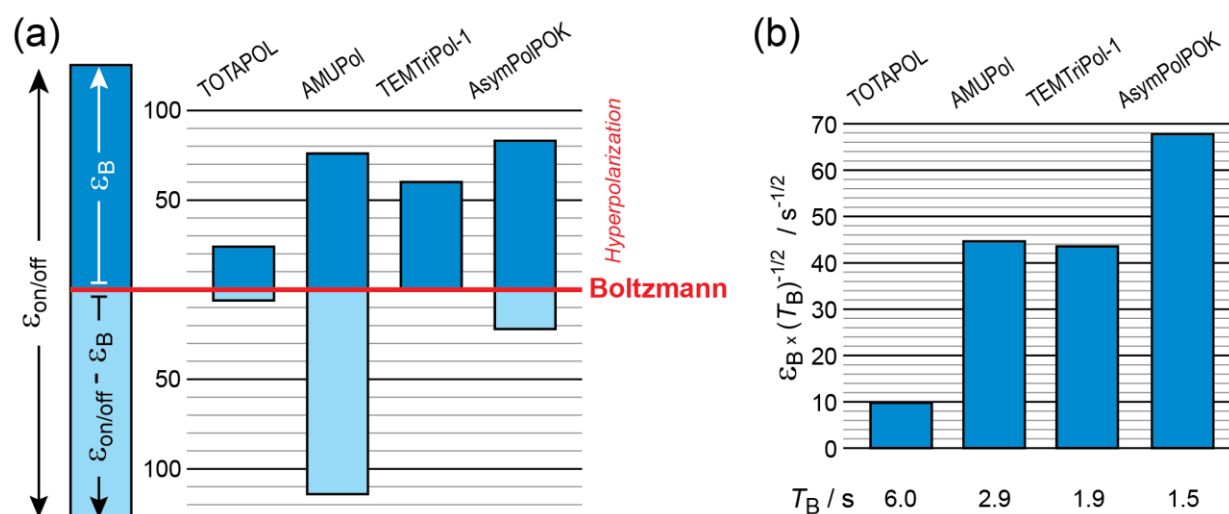 (a)
TOTAPOL
AMUPol
TEMTriPol-1
AsymPolPOK
εon/off
εB
εon/off - εB
100
50
50
100
Hyperpolarization
Boltzmann
(b)
TOTAPOL
AMUPol
TEMTriPol-1
AsymPolPOK
εB x (TB)-1/2 / s-1/2
70
60
50
40
30
20
10
0
TB / s 6.0 2.9 1.9 1.5